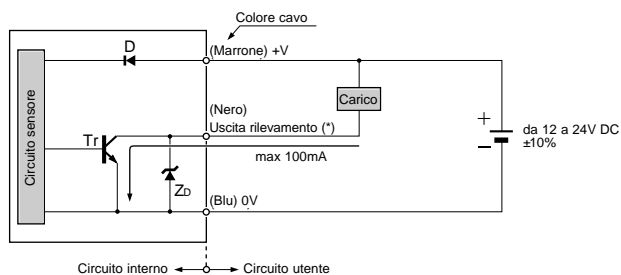 Colore cavo
D
(Marrone) +V
Circuito sensore
(Nero)
Carico
Uscita rilevamento (*)
Tr
max 100mA
+
−
da 12 a 24V DC
±10%
ZD
(Blu) 0V
Circuito interno
Circuito utente